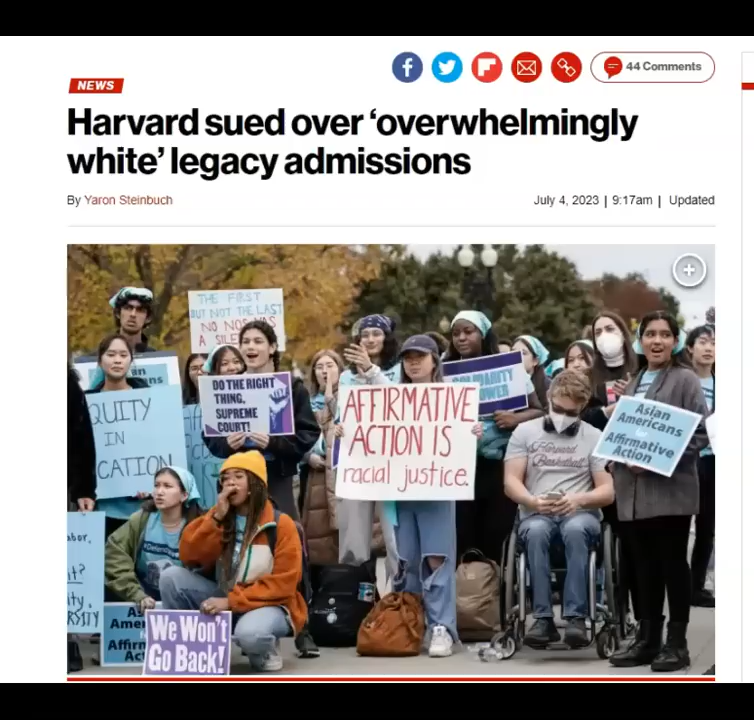 44 Comments
NEWS
Harvard sued over ‘overwhelmingly
white’ legacy admissions
By Yaron Steinbuch
July 4, 2023 | 9:17am | Updated
THE FIRST
BUT NOT THE LAST
NO
A
DO THE RIGHT
THING,
SUPREME
COURT!
QUITY
IN
CATION
AFFIRMATIVE
ACTION IS
racial justice.
Asian
Americans
Affirmative
Action
Harvard
Basketball
We Won't
Go Back!